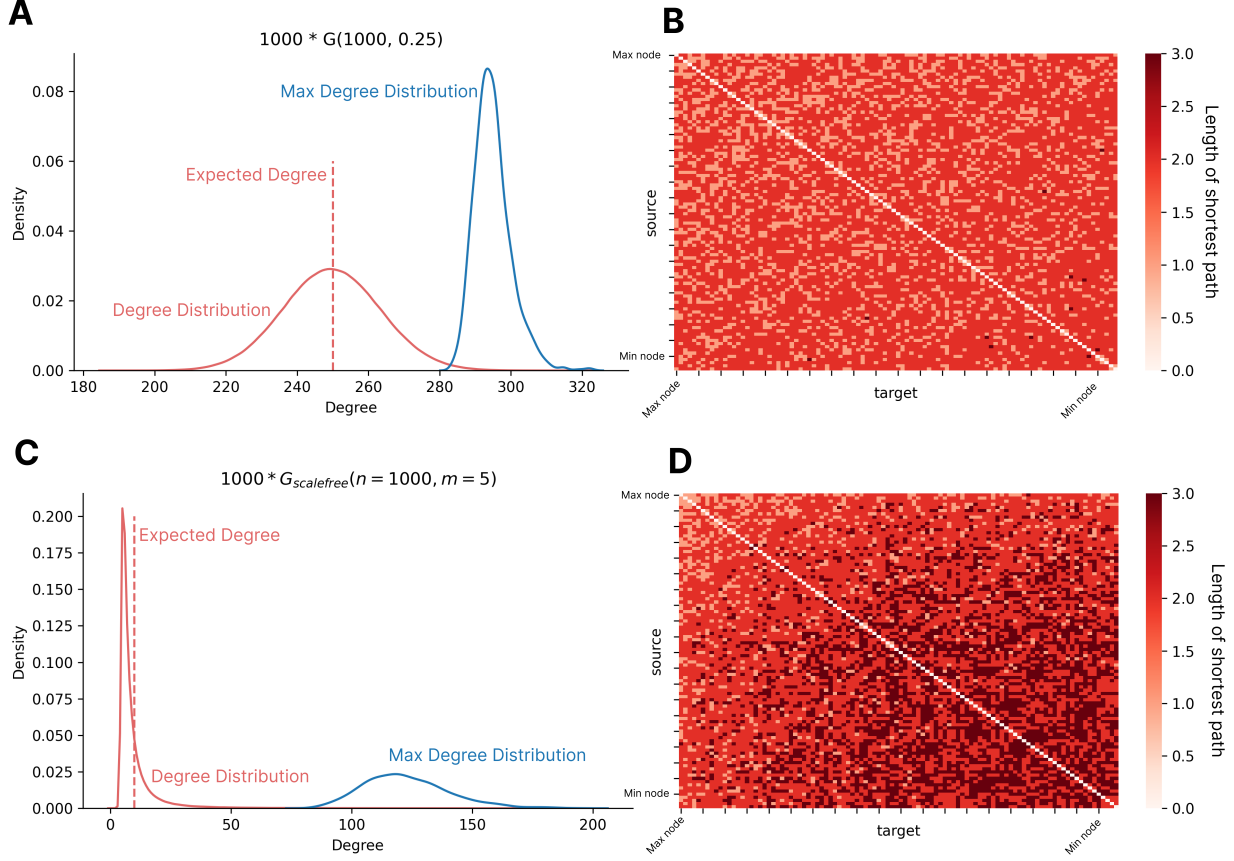 A
1000 * G(1000, 0.25)
Density
0.08
0.06
0.04
0.02
0.00
Max Degree Distribution
Expected Degree
Degree Distribution
180
200
220
240
260
280
300
320
Degree
B
Max node
source
Min node
Max node
target
Min node
3.0
2.5
2.0
1.5
1.0
0.5
0.0
Length of shortest path
C
1000 * G_scalefree(n = 1000, m = 5)
Density
0.200
0.175
0.150
0.125
0.100
0.075
0.050
0.025
0.000
Expected Degree
Max Degree Distribution
Degree Distribution
0
50
100
150
200
Degree
D
Max node
source
Min node
Max node
target
Min node
3.0
2.5
2.0
1.5
1.0
0.5
0.0
Length of shortest path